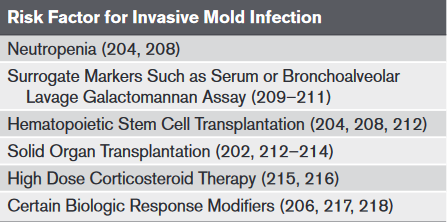 Risk Factor for Invasive Mold Infection
Neutropenia (204, 208)
Surrogate Markers Such as Serum or Bronchoalveolar
Lavage Galactomannan Assay (209–211)
Hematopoietic Stem Cell Transplantation (204, 208, 212)
Solid Organ Transplantation (202, 212–214)
High Dose Corticosteroid Therapy (215, 216)
Certain Biologic Response Modifiers (206, 217, 218)